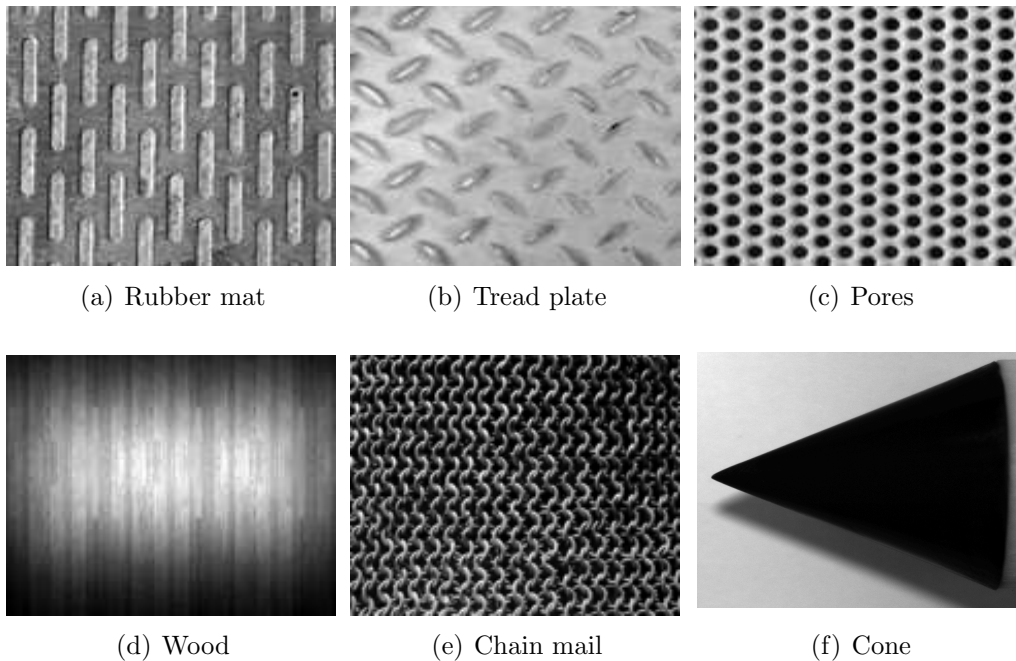 (a) Rubber mat
(b) Tread plate
(c) Pores
(d) Wood
(e) Chain mail
(f) Cone